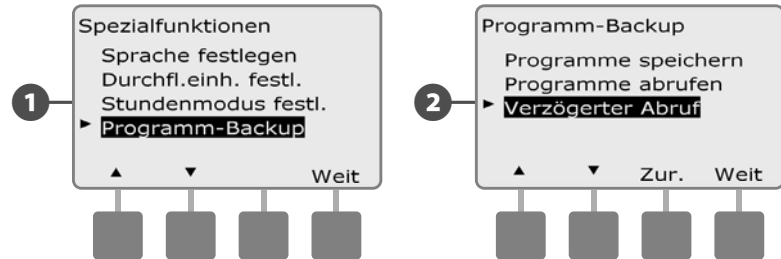 1
Spezialfunktionen
Sprache festlegen
Durchfl.einh. festl.
Stundenmodus festl.
► Programm-Backup
▲ ▼ Weit
2
Programm-Backup
Programme speichern
Programme abrufen
► Verzögerter Abruf
▲ ▼ Zur. Weit